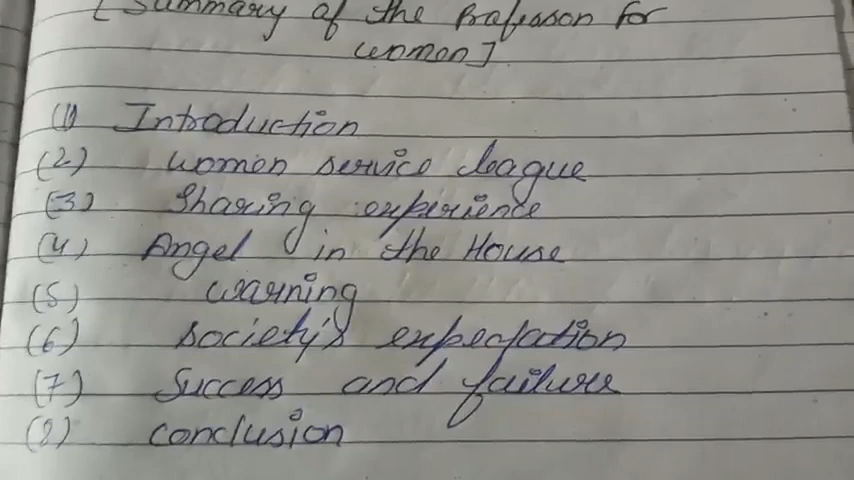 [Summary of the Profession for
women]
(1) Introduction
(2) women service league
(3) Sharing experience
(4) Angel in the House
(5) warning
(6) society's expectation
(7) Success and failure
(8) conclusion